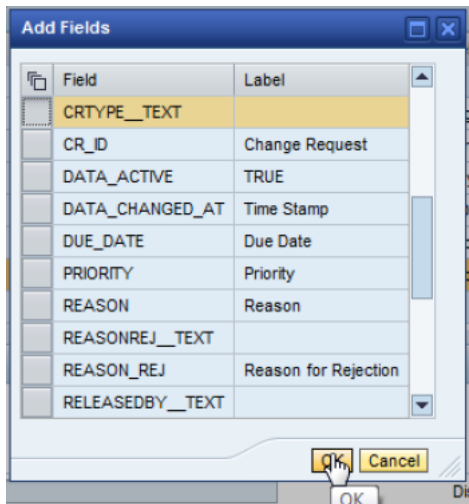 Add Fields
Field Label
CRTYPE__TEXT
CR_ID Change Request
DATA_ACTIVE TRUE
DATA_CHANGED_AT Time Stamp
DUE_DATE Due Date
PRIORITY Priority
REASON Reason
REASONREJ__TEXT
REASON_REJ Reason for Rejection
RELEASEDBY__TEXT
OK Cancel
OK